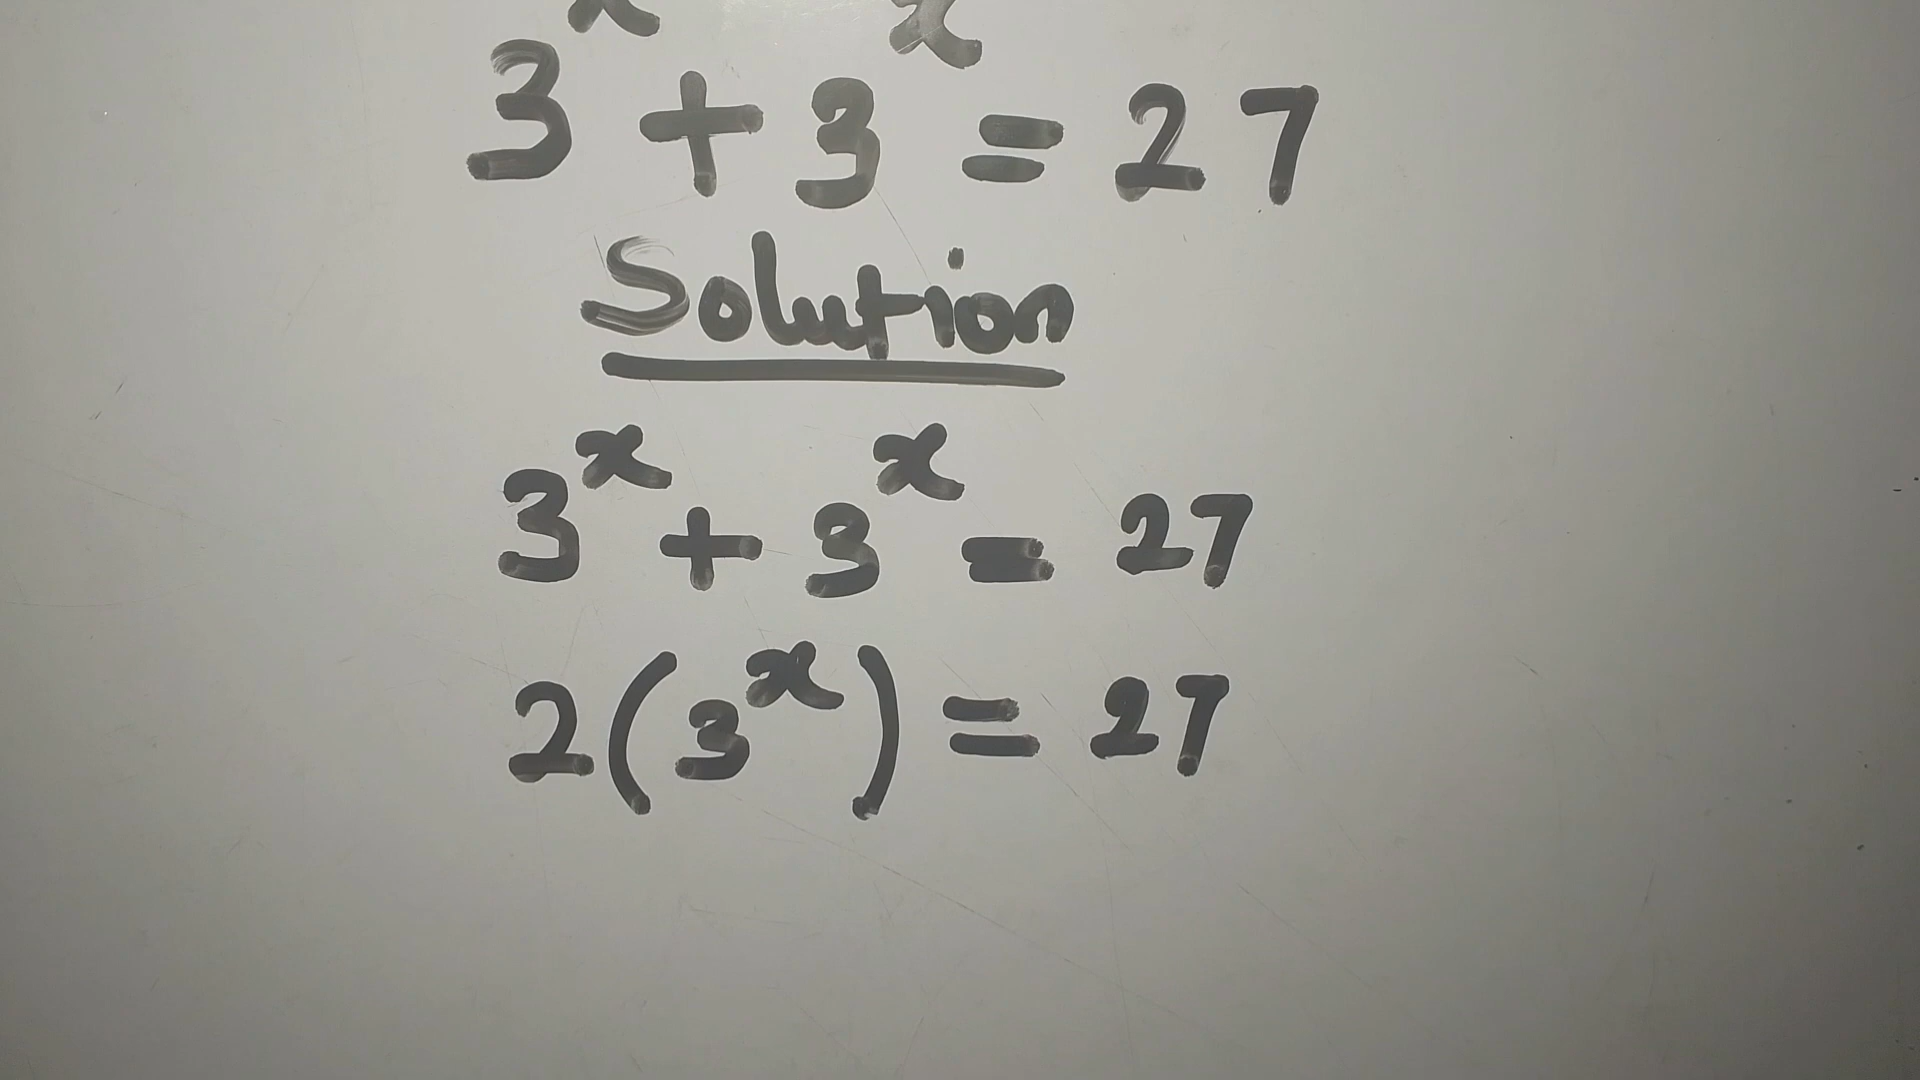 3^x + 3^x = 27
Solution
3^x + 3^x = 27
2(3^x) = 27